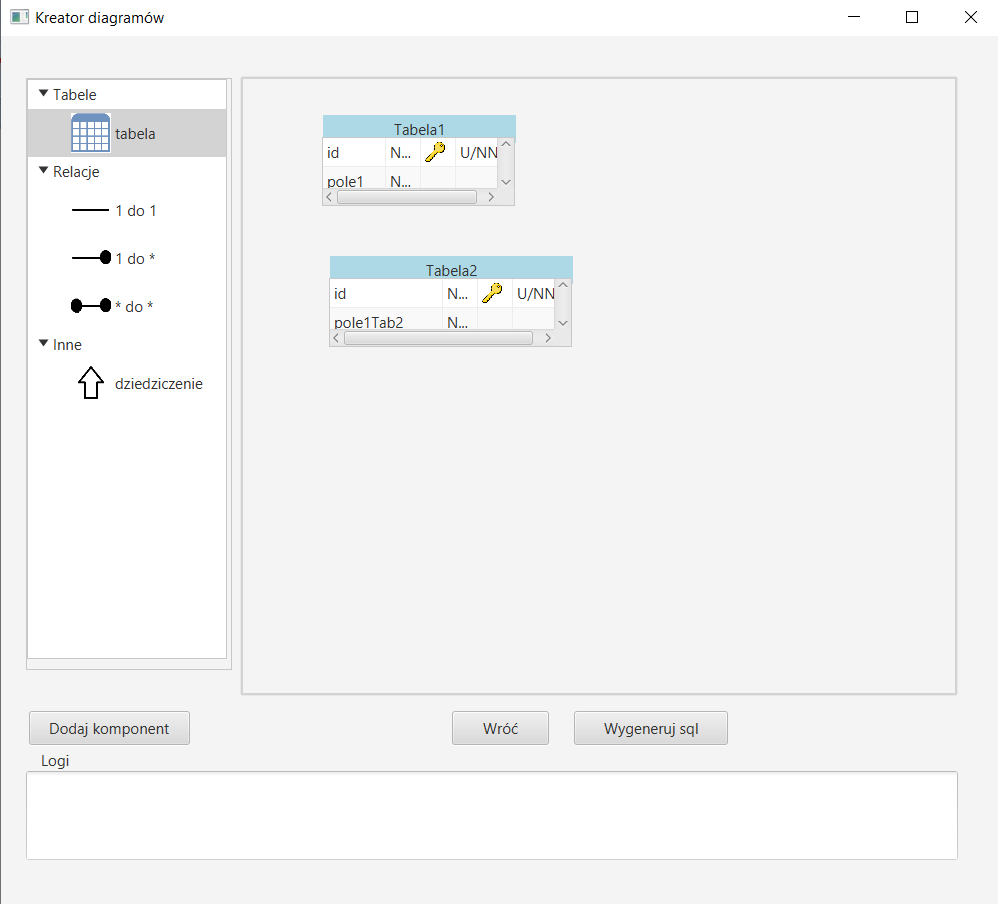 Kreator diagramów
Tabele
tabela
Relacje
1 do 1
1 do *
* do *
Inne
dziedziczenie
Tabela1
id N... U/NN
pole1 N...
Tabela2
id N... U/NN
pole1Tab2 N...
Dodaj komponent
Wróć
Wygeneruj sql
Logi